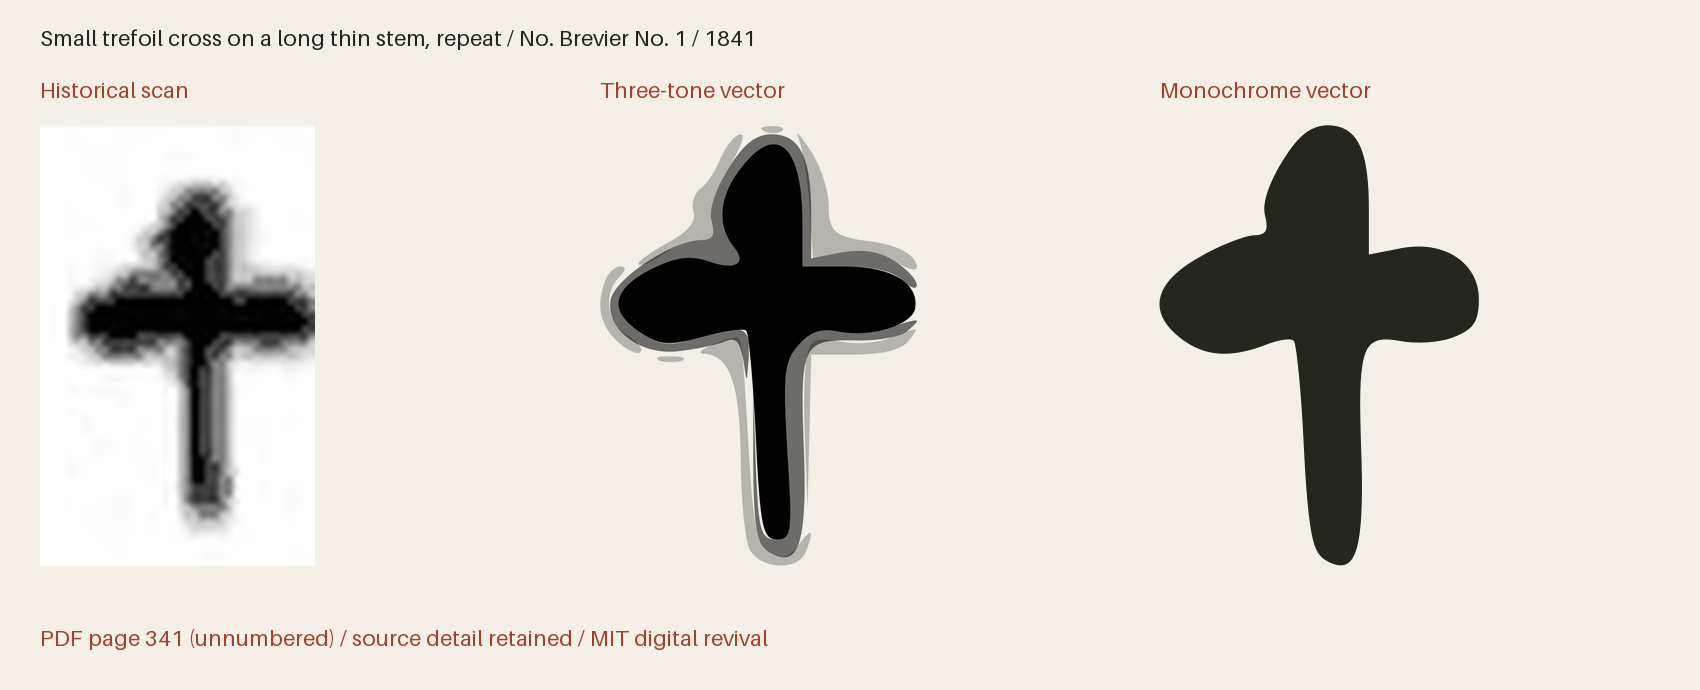 Small trefoil cross on a long thin stem, repeat / No. Brevier No. 1 / 1841
Historical scan
Three-tone vector
Monochrome vector
PDF page 341 (unnumbered) / source detail retained / MIT digital revival